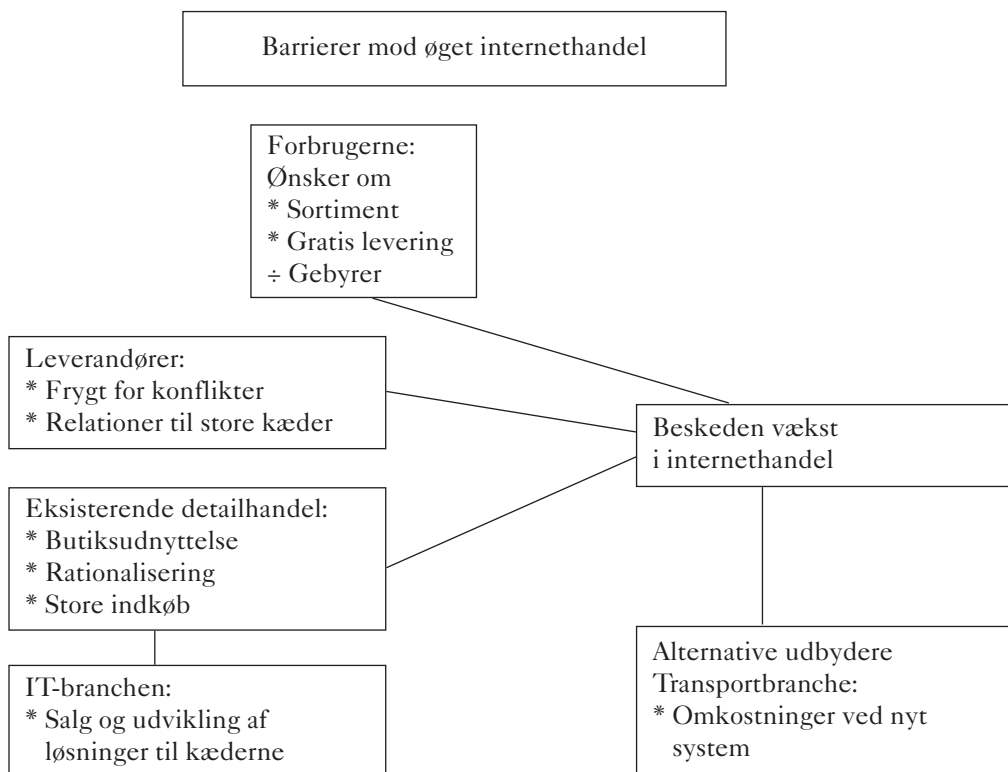 Barrierer mod øget internethandel
Forbrugerne:
Ønsker om
* Sortiment
* Gratis levering
÷ Gebyrer
Leverandører:
* Frygt for konflikter
* Relationer til store kæder
Beskeden vækst
i internethandel
Eksisterende detailhandel:
* Butiksudnyttelse
* Rationalisering
* Store indkøb
IT-branchen:
* Salg og udvikling af
løsninger til kæderne
Alternative udbydere
Transportbranche:
* Omkostninger ved nyt
system